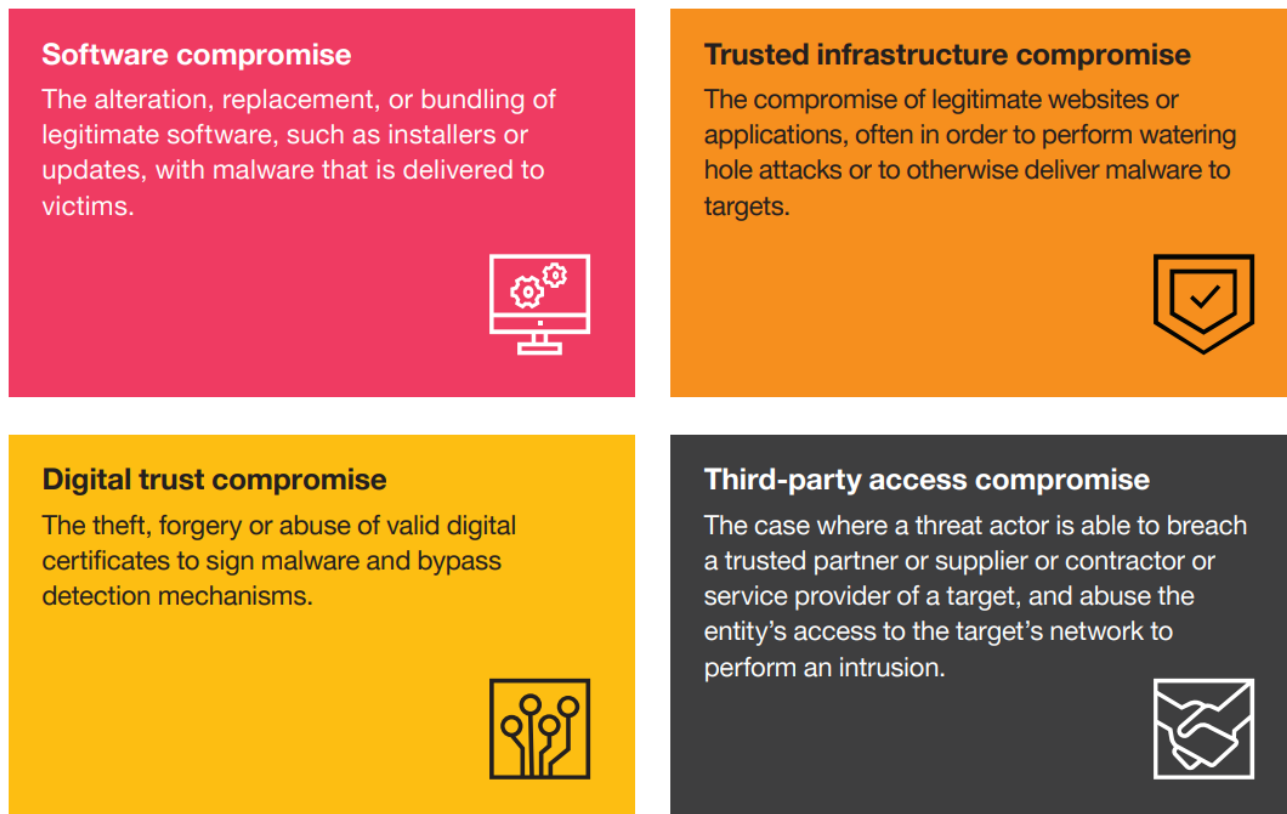 Software compromise
The alteration, replacement, or bundling of
legitimate software, such as installers or
updates, with malware that is delivered to
victims.
Trusted infrastructure compromise
The compromise of legitimate websites or
applications, often in order to perform watering
hole attacks or to otherwise deliver malware to
targets.
Digital trust compromise
The theft, forgery or abuse of valid digital
certificates to sign malware and bypass
detection mechanisms.
Third-party access compromise
The case where a threat actor is able to breach
a trusted partner or supplier or contractor or
service provider of a target, and abuse the
entity’s access to the target’s network to
perform an intrusion.